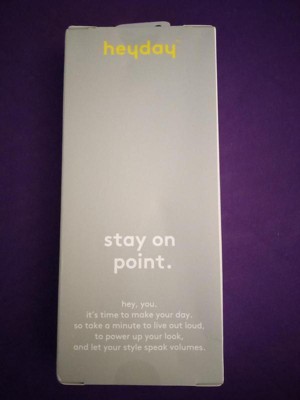 heyday
stay on
point.
hey, you.
it's time to make your day.
so take a minute to live out loud,
to power up your look,
and let your style speak volumes.